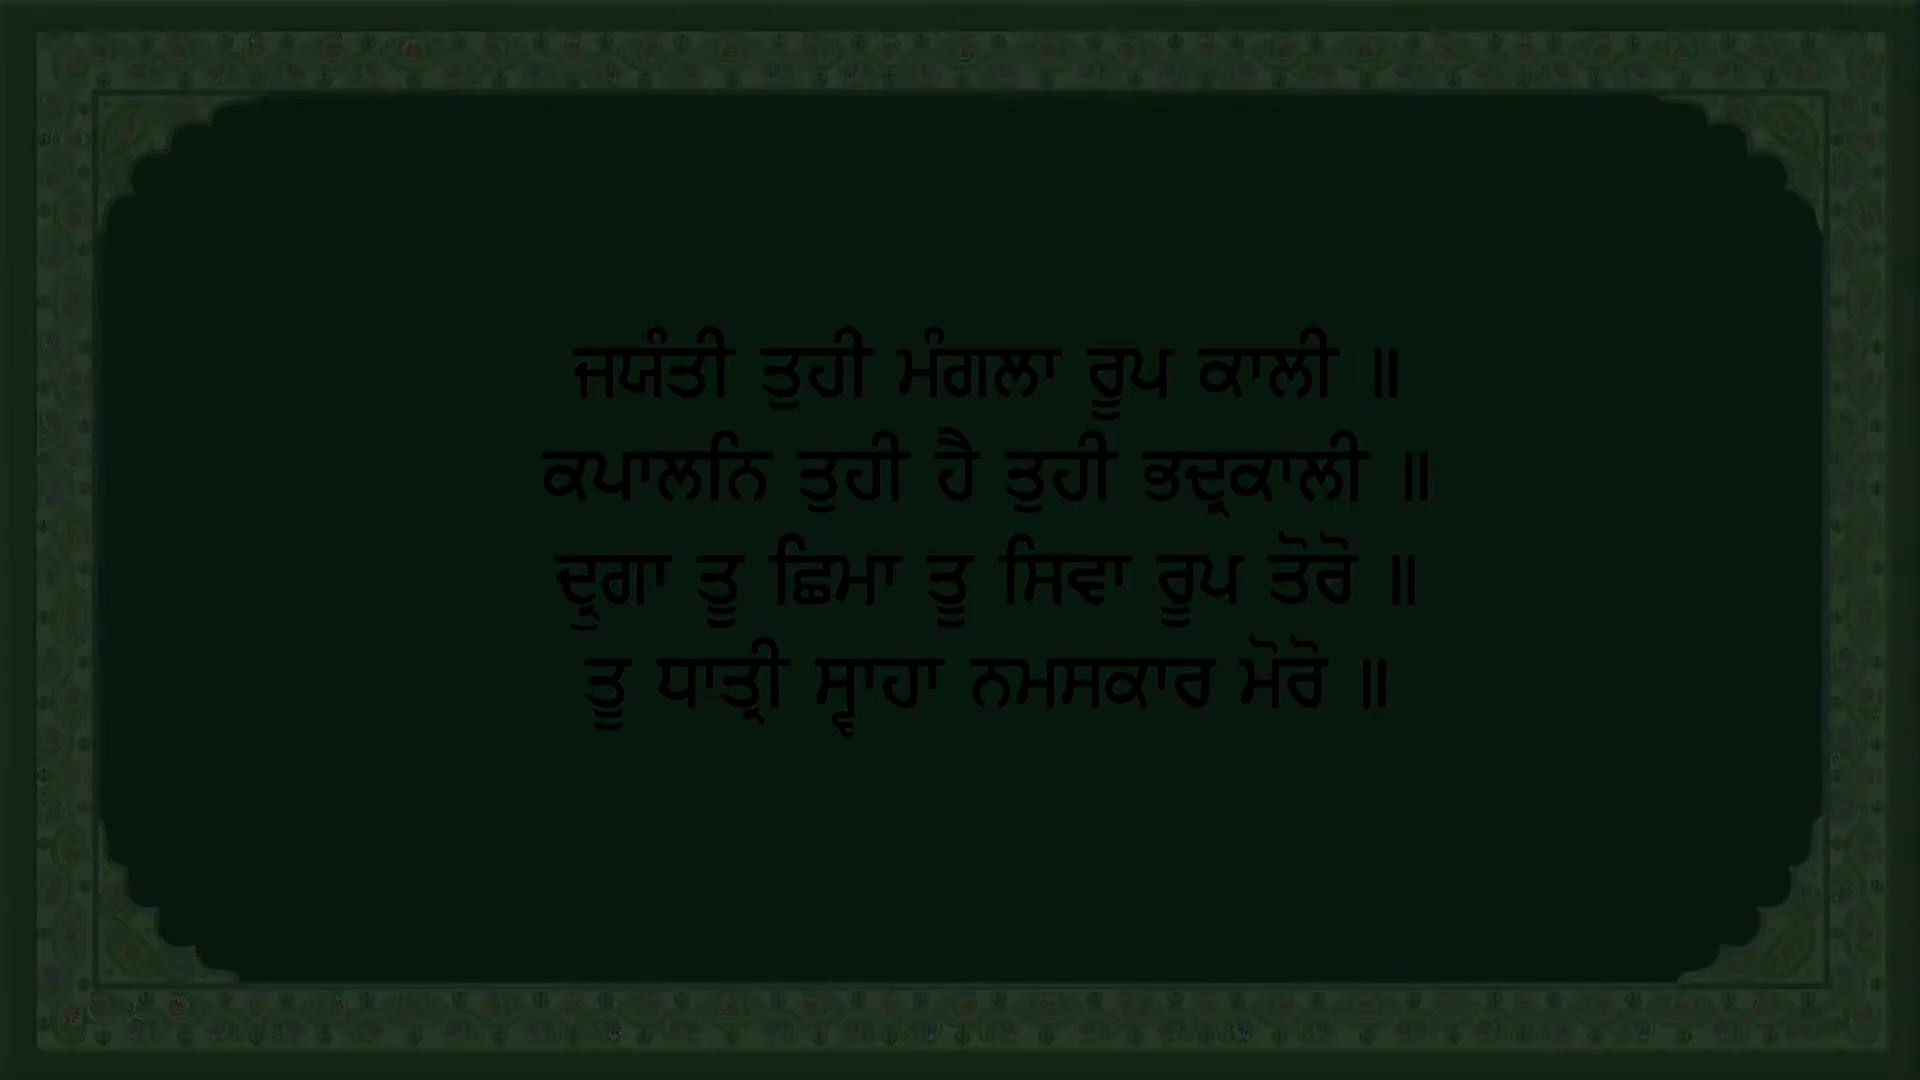 ਜਯੰਤੀ ਤੁਹੀ ਮੰਗਲਾ ਰੂਪ ਕਾਲੀ ॥
ਕਪਾਲਨਿ ਤੁਹੀ ਹੈ ਤੁਹੀ ਭਦ੍ਰਕਾਲੀ ॥
ਦ੍ਰੁਗਾ ਤੂ ਛਿਮਾ ਤੂ ਸਿਵਾ ਰੂਪ ਤੋਰੋ ॥
ਤੂ ਧਾਤ੍ਰੀ ਸ੍ਵਾਹਾ ਨਮਸਕਾਰ ਮੋਰੋ ॥